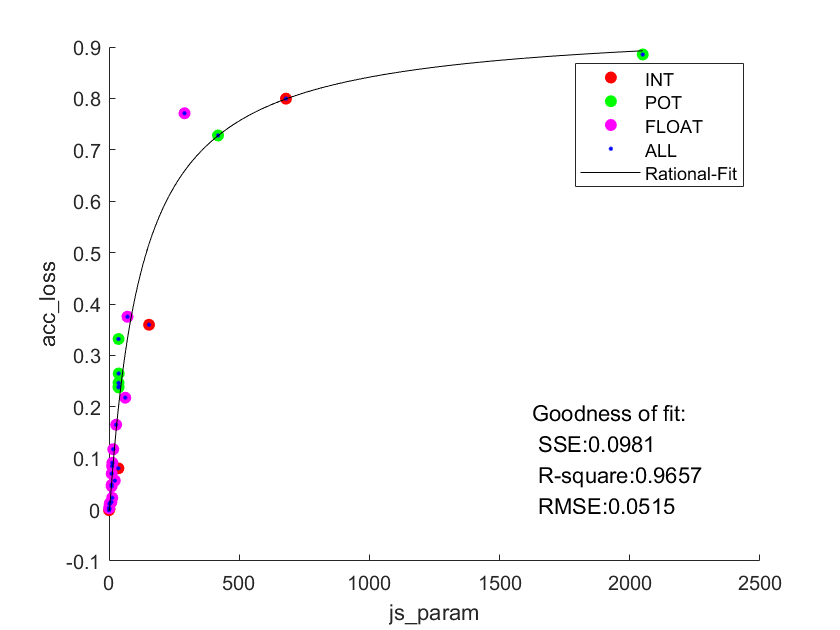 0.9
0.8
0.7
0.6
0.5
0.4
0.3
0.2
0.1
0
-0.1
acc_loss
INT
POT
FLOAT
ALL
Rational-Fit
Goodness of fit:
SSE:0.0981
R-square:0.9657
RMSE:0.0515
0 500 1000 1500 2000 2500
js_param